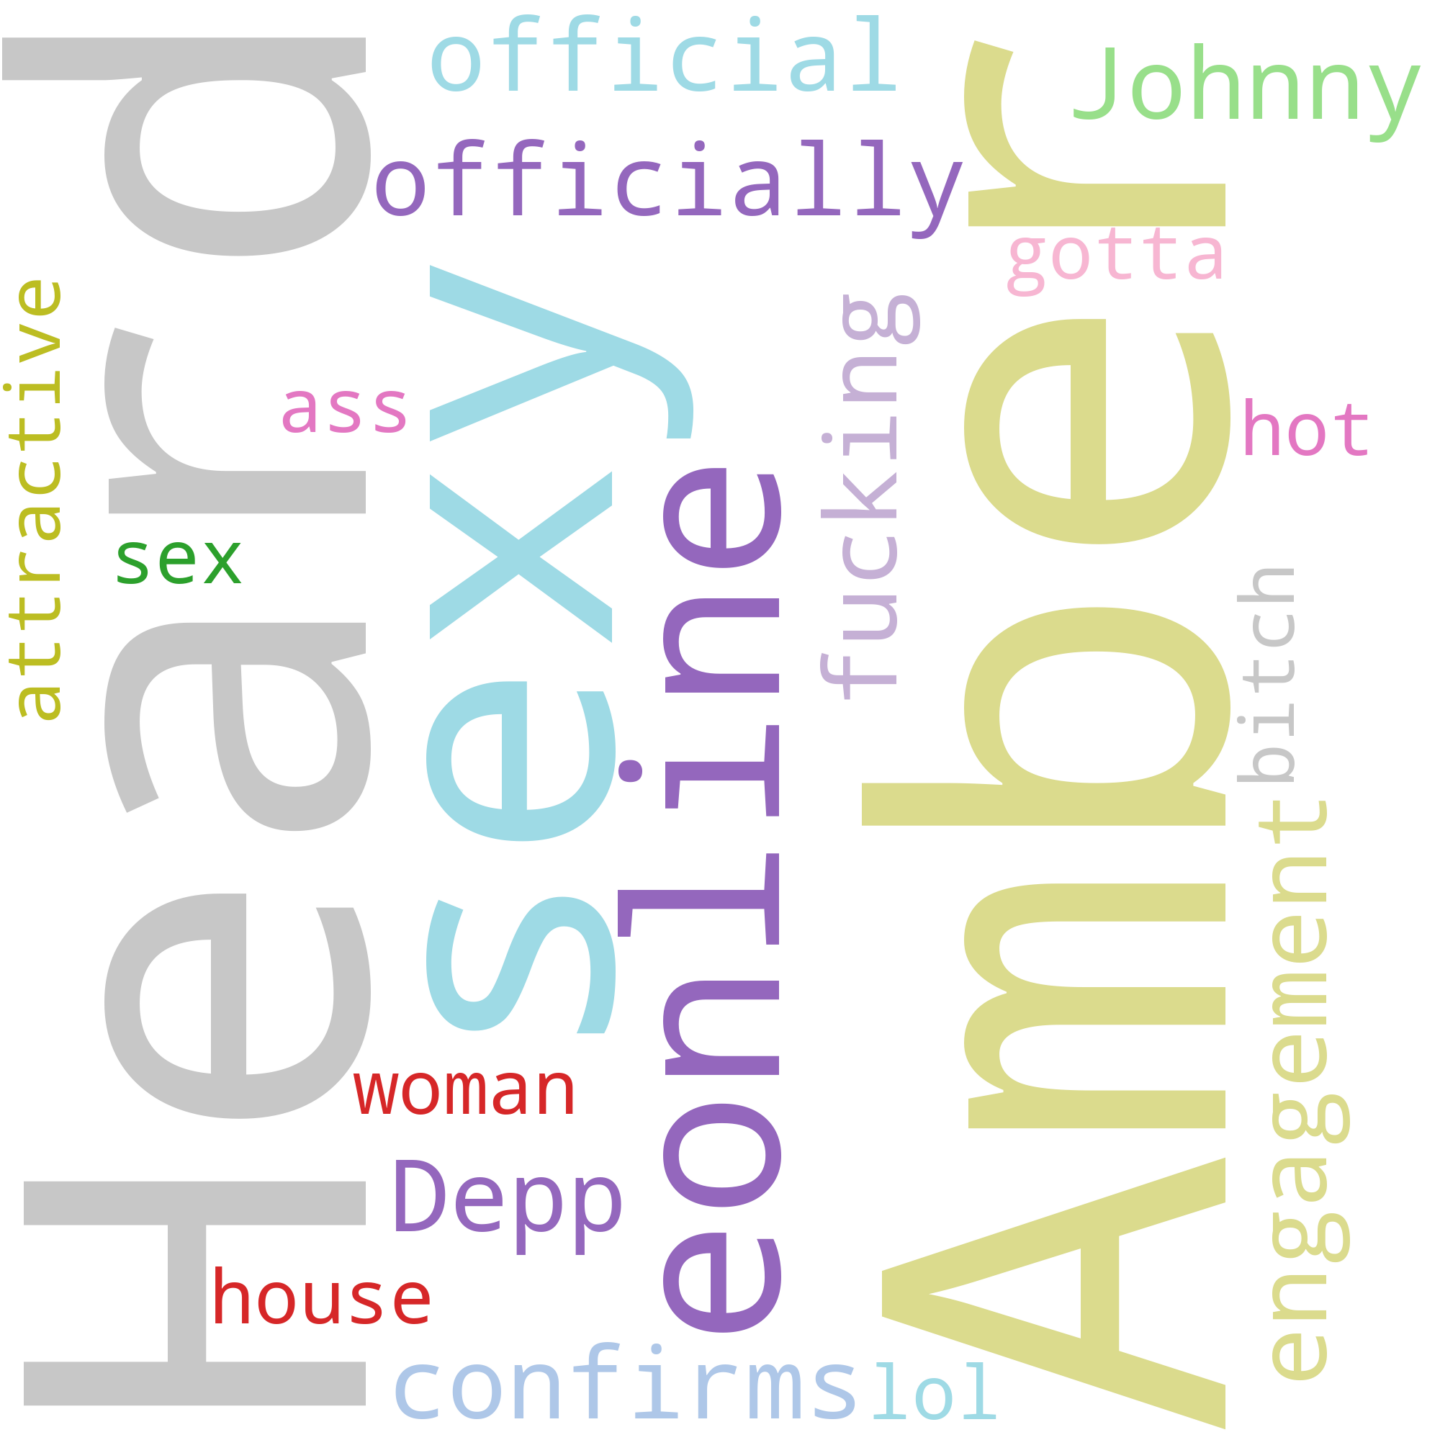 official
Johnny
officially
gotta
Heard
attractive
ass
sexy
fucking
hot
sex
eonline
Amber
bitch
woman
Depp
engagement
house
confirms
lol